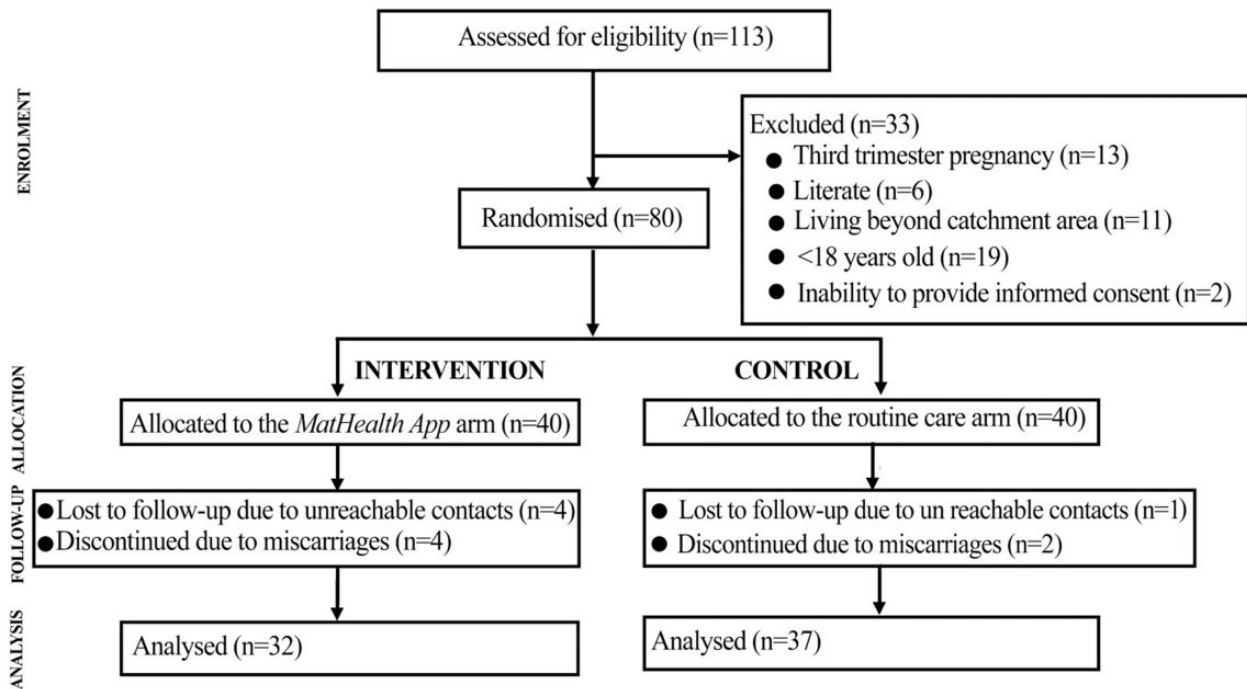 Assessed for eligibility (n=113)
ENROLMENT
Excluded (n=33)
● Third trimester pregnancy (n=13)
● Literate (n=6)
● Living beyond catchment area (n=11)
● <18 years old (n=19)
● Inability to provide informed consent (n=2)
Randomised (n=80)
INTERVENTION
CONTROL
ALLOCATION
Allocated to the MatHealth App arm (n=40)
Allocated to the routine care arm (n=40)
FOLLOW-UP
● Lost to follow-up due to unreachable contacts (n=4)
● Discontinued due to miscarriages (n=4)
● Lost to follow-up due to un reachable contacts (n=1)
● Discontinued due to miscarriages (n=2)
ANALYSIS
Analysed (n=32)
Analysed (n=37)